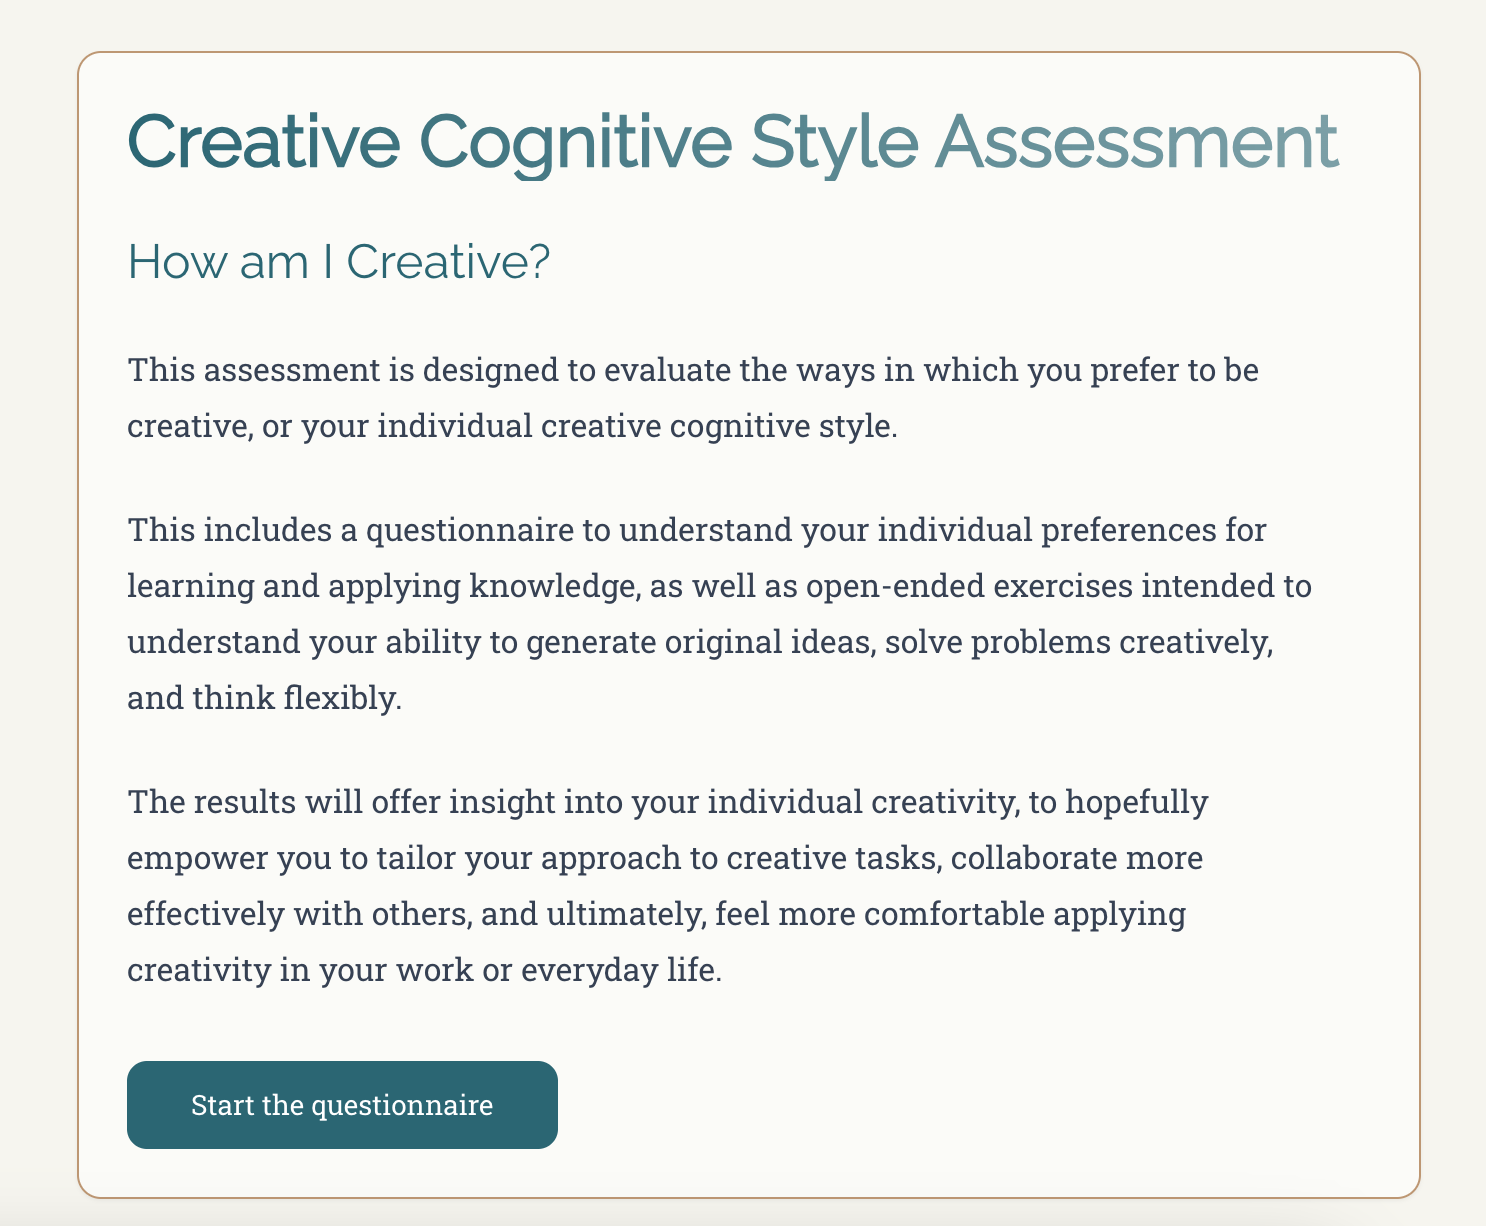 Creative Cognitive Style Assessment
How am I Creative?
This assessment is designed to evaluate the ways in which you prefer to be
creative, or your individual creative cognitive style.
This includes a questionnaire to understand your individual preferences for
learning and applying knowledge, as well as open-ended exercises intended to
understand your ability to generate original ideas, solve problems creatively,
and think flexibly.
The results will offer insight into your individual creativity, to hopefully
empower you to tailor your approach to creative tasks, collaborate more
effectively with others, and ultimately, feel more comfortable applying
creativity in your work or everyday life.
Start the questionnaire